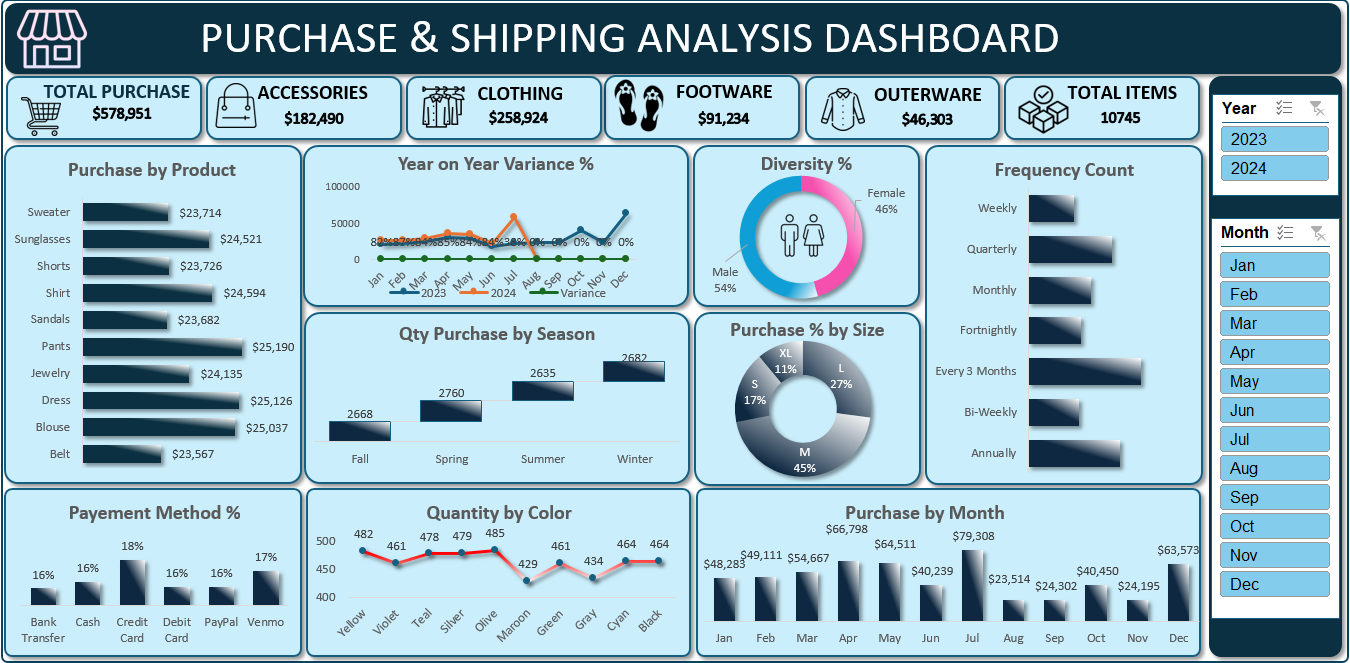 PURCHASE & SHIPPING ANALYSIS DASHBOARD
TOTAL PURCHASE
$578,951
ACCESSORIES
$182,490
CLOTHING
$258,924
FOOTWARE
$91,234
OUTERWARE
$46,303
TOTAL ITEMS
10745
Year
2023
2024
Month
Jan
Feb
Mar
Apr
May
Jun
Jul
Aug
Sep
Oct
Nov
Dec
Purchase by Product
Sweater $23,714
Sunglasses $24,521
Shorts $23,726
Shirt $24,594
Sandals $23,682
Pants $25,190
Jewelry $24,135
Dress $25,126
Blouse $25,037
Belt $23,567
Year on Year Variance %
100000
50000
0
84% 85% 84% 0% 0% 0% 0% 0%
Jan Feb Mar Apr May Jun Jul Aug Sep Oct Nov Dec
2023 2024 Variance
Diversity %
Female
46%
Male
54%
Frequency Count
Weekly
Quarterly
Monthly
Fortnightly
Every 3 Months
Bi-Weekly
Annually
Qty Purchase by Season
2668 2760 2635 2682
Fall Spring Summer Winter
Purchase % by Size
XL
11%
L
27%
S
17%
M
45%
Payement Method %
16% 16% 18% 16% 16% 17%
Bank Transfer Cash Credit Card Debit Card PayPal Venmo
Quantity by Color
500
450
400
482 461 478 479 485 429 461 434 464 464
Yellow Violet Teal Silver Olive Maroon Green Gray Cyan Black
Purchase by Month
$48,283 $49,111 $54,667 $66,798 $64,511 $40,239 $79,308 $23,514 $24,302 $40,450 $24,195 $63,573
Jan Feb Mar Apr May Jun Jul Aug Sep Oct Nov Dec